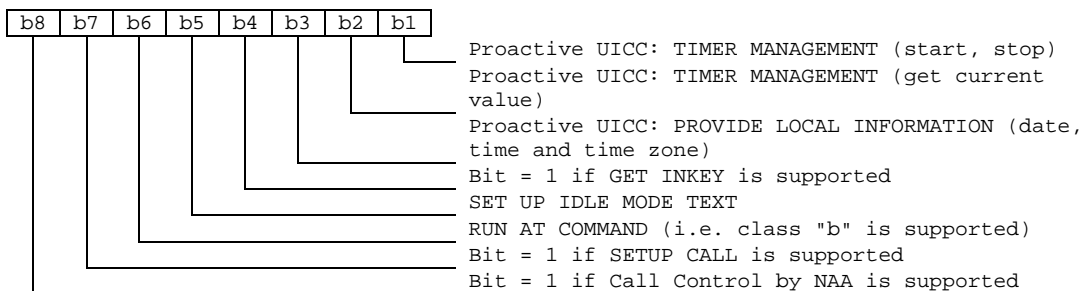 b8 b7 b6 b5 b4 b3 b2 b1
Proactive UICC: TIMER MANAGEMENT (start, stop)
Proactive UICC: TIMER MANAGEMENT (get current
value)
Proactive UICC: PROVIDE LOCAL INFORMATION (date,
time and time zone)
Bit = 1 if GET INKEY is supported
SET UP IDLE MODE TEXT
RUN AT COMMAND (i.e. class "b" is supported)
Bit = 1 if SETUP CALL is supported
Bit = 1 if Call Control by NAA is supported